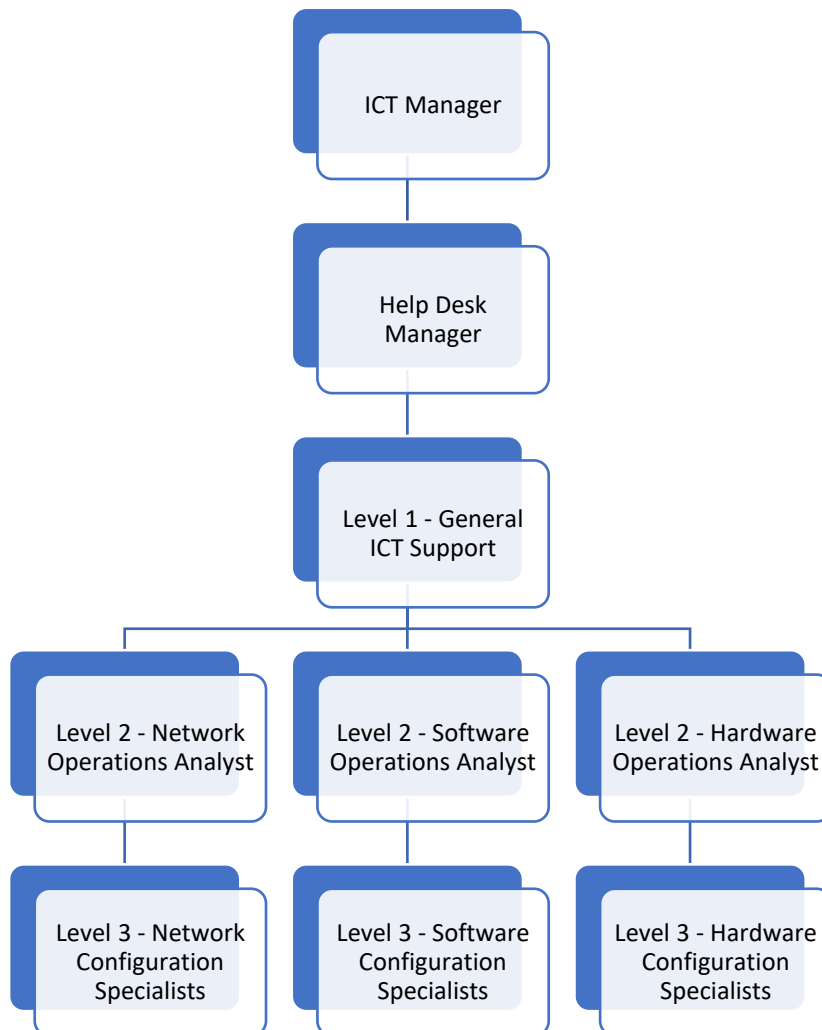 ICT Manager
Help Desk
Manager
Level 1 - General
ICT Support
Level 2 - Network
Operations Analyst
Level 2 - Software
Operations Analyst
Level 2 - Hardware
Operations Analyst
Level 3 - Network
Configuration
Specialists
Level 3 - Software
Configuration
Specialists
Level 3 - Hardware
Configuration
Specialists